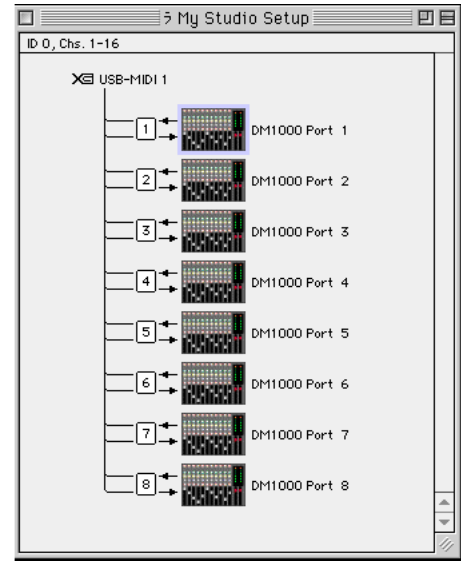 ﾗ My Studio Setup
ID 0, Chs. 1-16
USB-MIDI 1
1 DM1000 Port 1
2 DM1000 Port 2
3 DM1000 Port 3
4 DM1000 Port 4
5 DM1000 Port 5
6 DM1000 Port 6
7 DM1000 Port 7
8 DM1000 Port 8